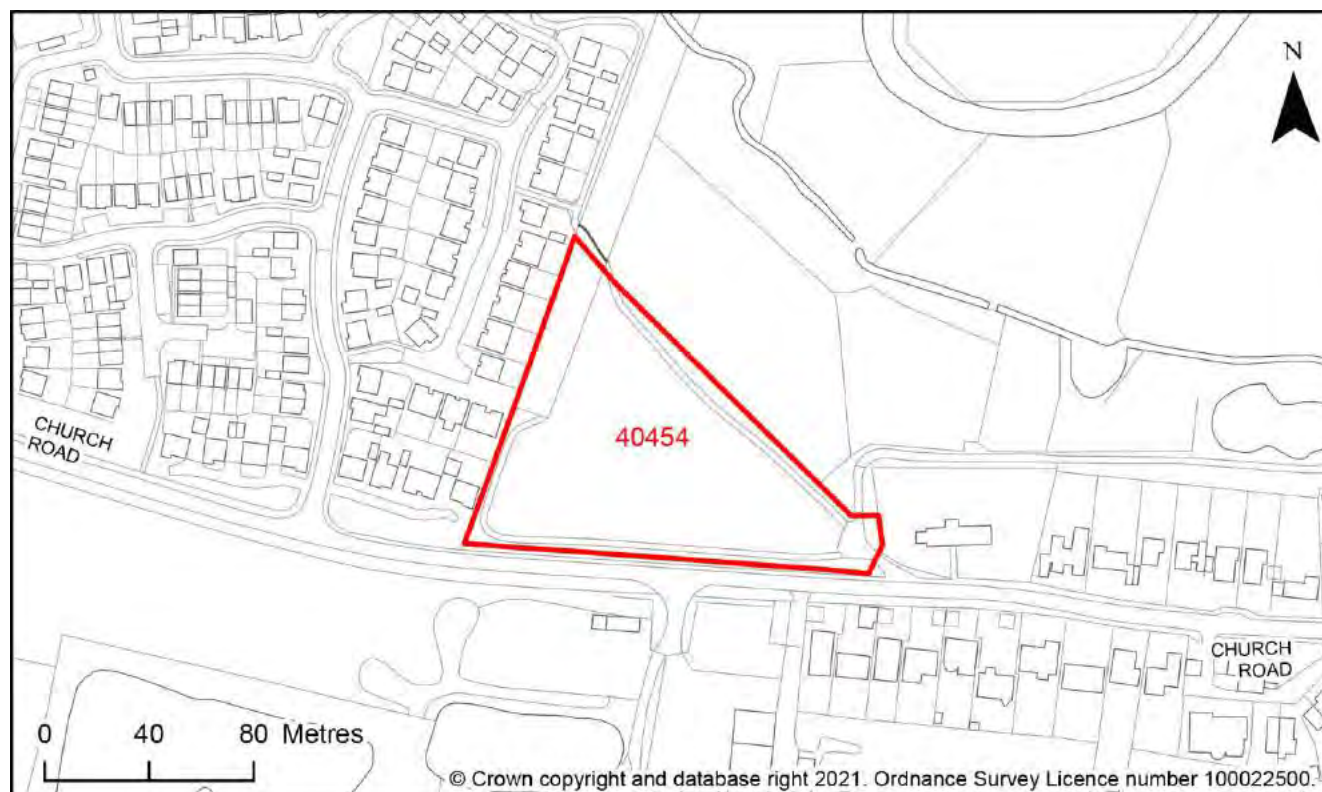 N
40454
CHURCH
ROAD
CHURCH
ROAD
0 40 80 Metres
© Crown copyright and database right 2021. Ordnance Survey Licence number 100022500.